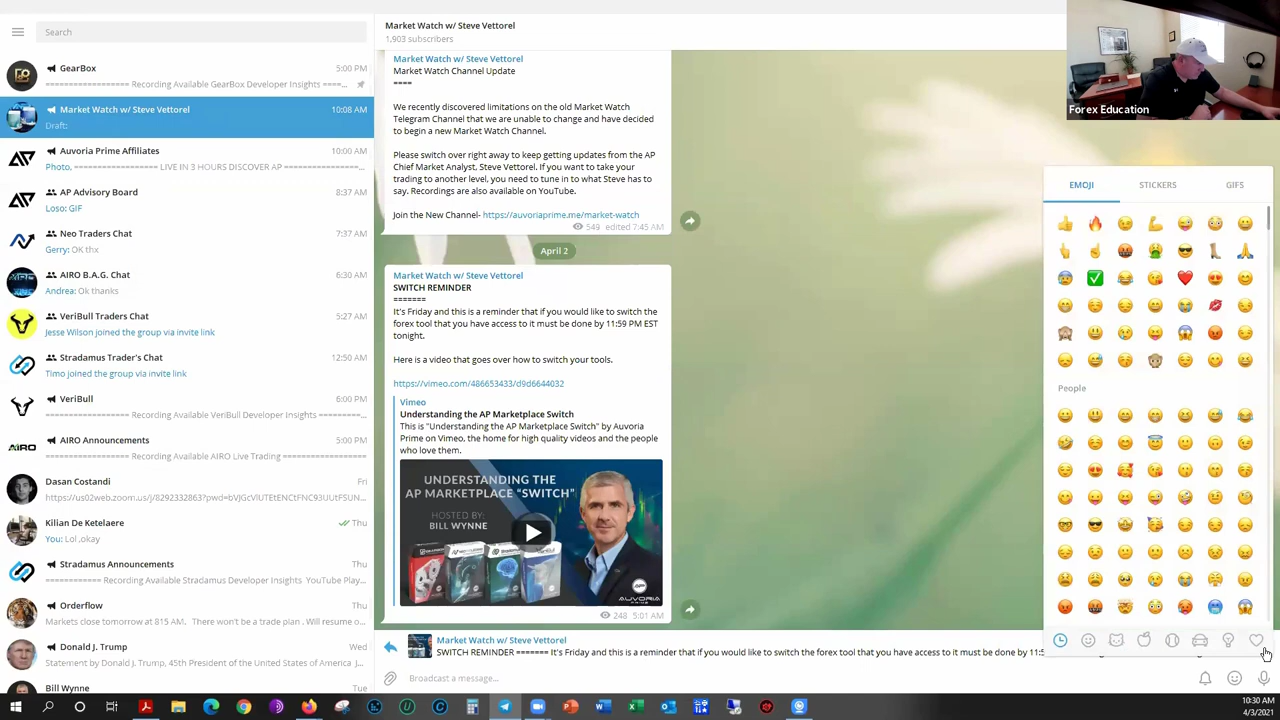 Search
GearBox
5:00 PM
================= Recording Available GearBox Developer Insights ====...
Market Watch w/ Steve Vettorel
10:08 AM
Draft:
Auvoria Prime Affiliates
10:00 AM
Photo, ================= LIVE IN 3 HOURS DISCOVER AP ==============...
AP Advisory Board
8:37 AM
Loso: GIF
Neo Traders Chat
7:37 AM
Gerry: OK thx
AIRO B.A.G. Chat
6:30 AM
Andrea: Ok thanks
VeriBull Traders Chat
5:27 AM
Jesse Wilson joined the group via invite link
Stradamus Trader's Chat
12:50 AM
Timo joined the group via invite link
VeriBull
6:00 PM
================= Recording Available VeriBull Developer Insights =========...
AIRO Announcements
5:00 PM
================= Recording Available AIRO Live Trading =================
Dasan Costandi
Fri
Kilian De Ketelaere
Thu
You: Lol ,okay
Stradamus Announcements
Thu
=========== Recording Available Stradamus Developer Insights YouTube Play...
Orderflow
Thu
Markets close tomorrow at 815 AM. There won't be a trade plan . Will resume o...
Donald J. Trump
Wed
Statement by Donald J. Trump, 45th President of the United States of America J...
Bill Wynne
Tue
Market Watch w/ Steve Vettorel
1,903 subscribers
Market Watch w/ Steve Vettorel
Market Watch Channel Update
====
We recently discovered limitations on the old Market Watch
Telegram Channel that we are unable to change and have decided
to begin a new Market Watch Channel.
Please switch over right away to keep getting updates from the AP
Chief Market Analyst, Steve Vettorel. If you want to take your
trading to another level, you need to tune in to what Steve has to
say. Recordings are also available on YouTube.
Join the New Channel- https://auvoriaprime.me/market-watch
549 edited 7:45 AM
April 2
Market Watch w/ Steve Vettorel
SWITCH REMINDER
=======
It's Friday and this is a reminder that if you would like to switch the
forex tool that you have access to it must be done by 11:59 PM EST
tonight.
Here is a video that goes over how to switch your tools.
https://vimeo.com/486653433/d9d6644032
Vimeo
Understanding the AP Marketplace Switch
This is "Understanding the AP Marketplace Switch" by Auvoria
Prime on Vimeo, the home for high quality videos and the people
who love them.
UNDERSTANDING THE
AP MARKETPLACE "SWITCH"
HOSTED BY:
BILL WYNNE
AUVORIA
PRIME
248 5:01 AM
Market Watch w/ Steve Vettorel
SWITCH REMINDER ======= It's Friday and this is a reminder that if you would like to switch the forex tool that you have access to it must be done by 11:5
Broadcast a message...
Forex Education
EMOJI
STICKERS
GIFS
People
10:30 AM
4/3/2021